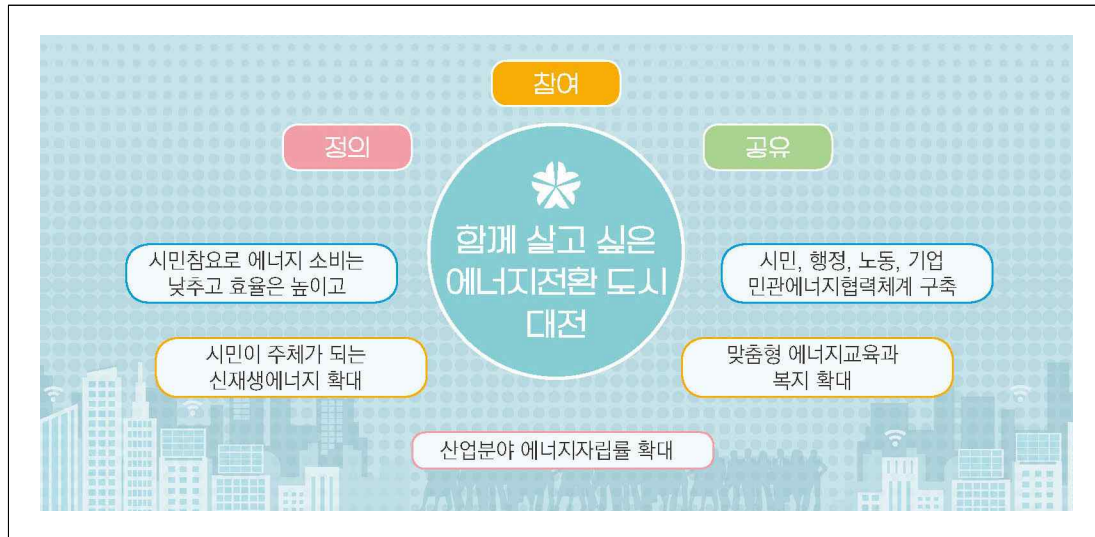 참여
정의
공유
함께 살고 싶은
에너지전환 도시
대전
시민참요로 에너지 소비는
낮추고 효율은 높이고
시민, 행정, 노동, 기업
민관에너지협력체계 구축
시민이 주체가 되는
신재생에너지 확대
맞춤형 에너지교육과
복지 확대
산업분야 에너지자립률 확대